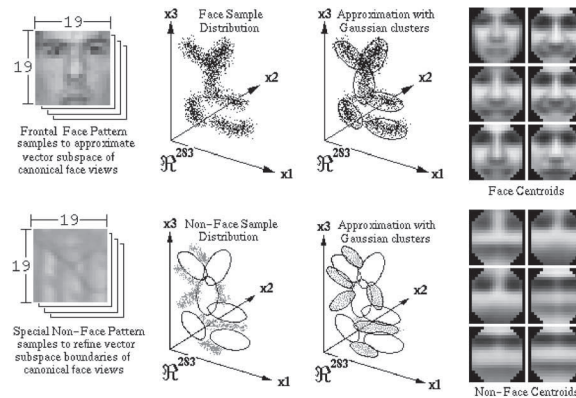 19
19
Frontal Face Pattern
samples to approximate
vector subspace of
canonical face views
x3
Face Sample
Distribution
x2
x1
ℜ²⁸³
x3
Approximation with
Gaussian clusters
x2
x1
ℜ²⁸³
Face Centroids
19
19
Special Non-Face Pattern
samples to refine vector
subspace boundaries of
canonical face views
x3
Non-Face Sample
Distribution
x2
x1
ℜ²⁸³
x3
Approximation with
Gaussian clusters
x2
x1
ℜ²⁸³
Non-Face Centroids